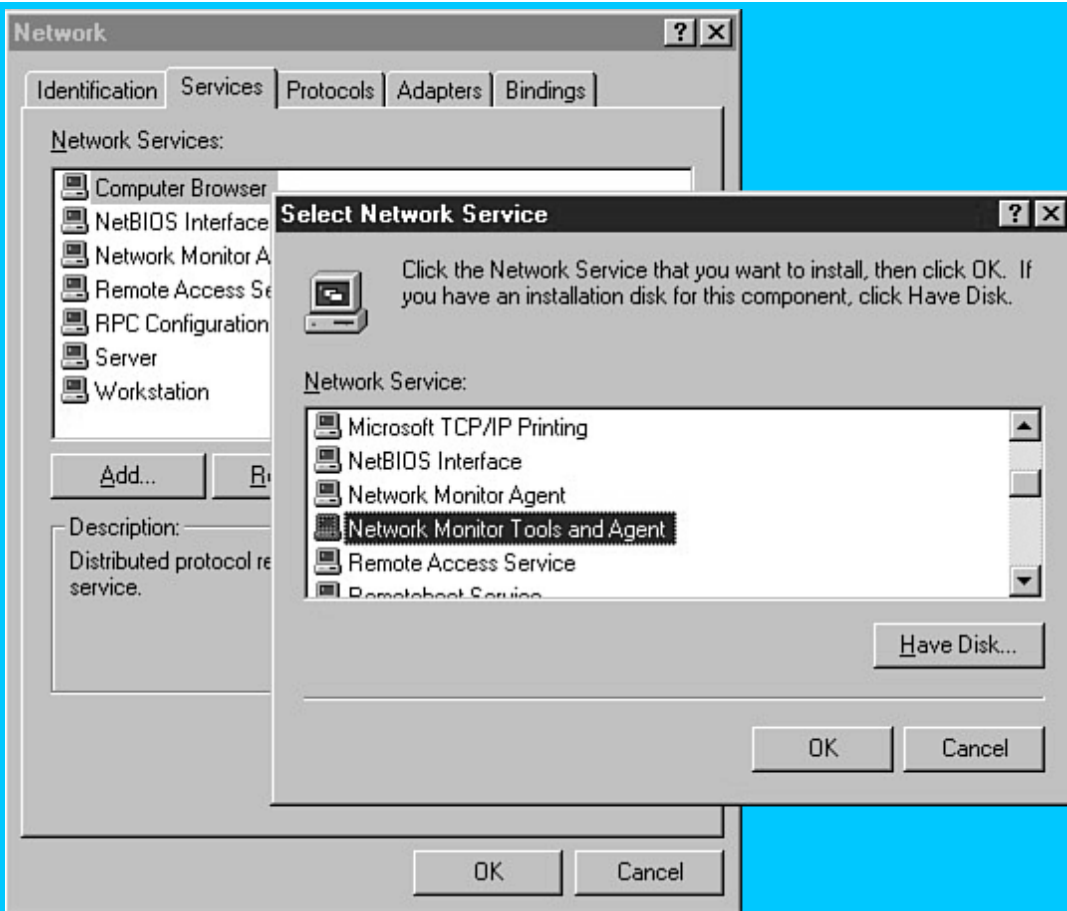 Network
Identification Services Protocols Adapters Bindings
Network Services:
Computer Browser
NetBIOS Interface
Network Monitor A
Remote Access Se
RPC Configuration
Server
Workstation
Add...
Description:
Distributed protocol re
service.
OK Cancel
Select Network Service
Click the Network Service that you want to install, then click OK. If
you have an installation disk for this component, click Have Disk.
Network Service:
Microsoft TCP/IP Printing
NetBIOS Interface
Network Monitor Agent
Network Monitor Tools and Agent
Remote Access Service
Remoteboot Service
Have Disk...
OK Cancel